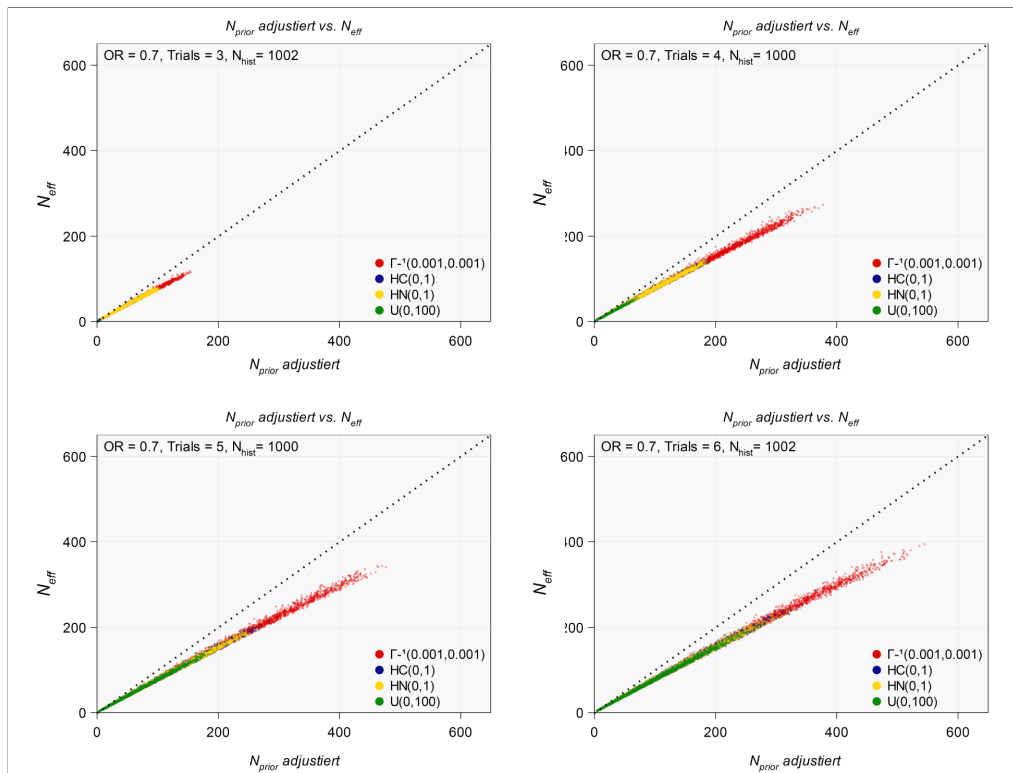 N_prior adjustiert vs. N_eff
OR = 0.7, Trials = 3, N_hist= 1002
600
400
200
0
N_eff
Γ-¹(0.001,0.001)
HC(0,1)
HN(0,1)
U(0,100)
0 200 400 600
N_prior adjustiert
N_prior adjustiert vs. N_eff
OR = 0.7, Trials = 4, N_hist= 1000
600
400
200
0
N_eff
Γ-¹(0.001,0.001)
HC(0,1)
HN(0,1)
U(0,100)
0 200 400 600
N_prior adjustiert
N_prior adjustiert vs. N_eff
OR = 0.7, Trials = 5, N_hist= 1000
600
400
200
0
N_eff
Γ-¹(0.001,0.001)
HC(0,1)
HN(0,1)
U(0,100)
0 200 400 600
N_prior adjustiert
N_prior adjustiert vs. N_eff
OR = 0.7, Trials = 6, N_hist= 1002
600
400
200
0
N_eff
Γ-¹(0.001,0.001)
HC(0,1)
HN(0,1)
U(0,100)
0 200 400 600
N_prior adjustiert